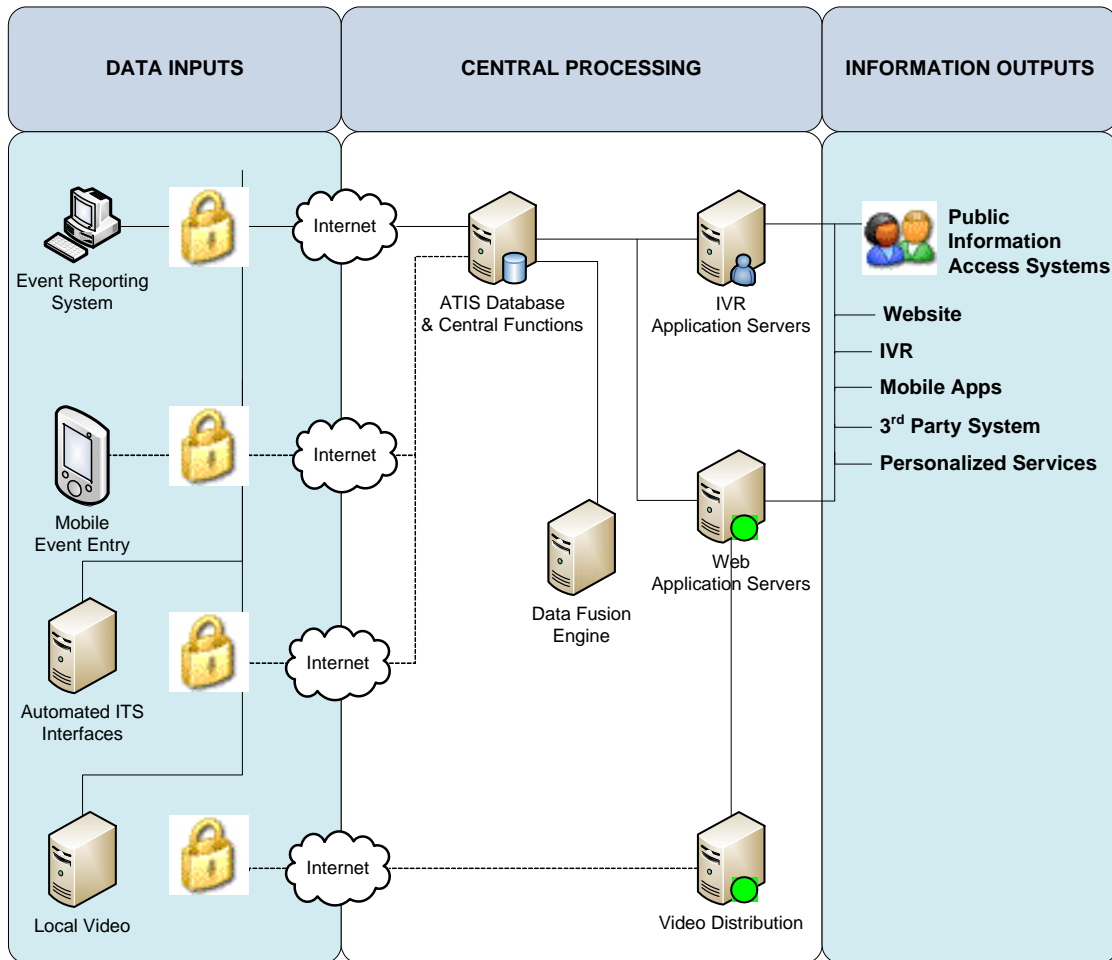 DATA INPUTS
CENTRAL PROCESSING
INFORMATION OUTPUTS
Event Reporting
System
Internet
ATIS Database
& Central Functions
IVR
Application Servers
Public
Information
Access Systems
Website
IVR
Mobile Apps
3rd Party System
Personalized Services
Mobile
Event Entry
Internet
Data Fusion
Engine
Web
Application Servers
Automated ITS
Interfaces
Internet
Local Video
Internet
Video Distribution